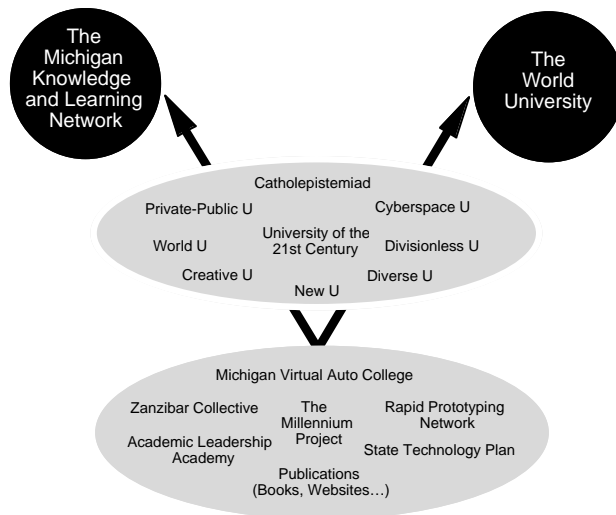 The
Michigan
Knowledge
and Learning
Network
The
World
University
Catholepistemiad
Private-Public U
Cyberspace U
World U
University of the
21st Century
Divisionless U
Creative U
Diverse U
New U
Michigan Virtual Auto College
Zanzibar Collective
The
Millennium
Project
Rapid Prototyping
Network
Academic Leadership
Academy
State Technology Plan
Publications
(Books, Websites…)